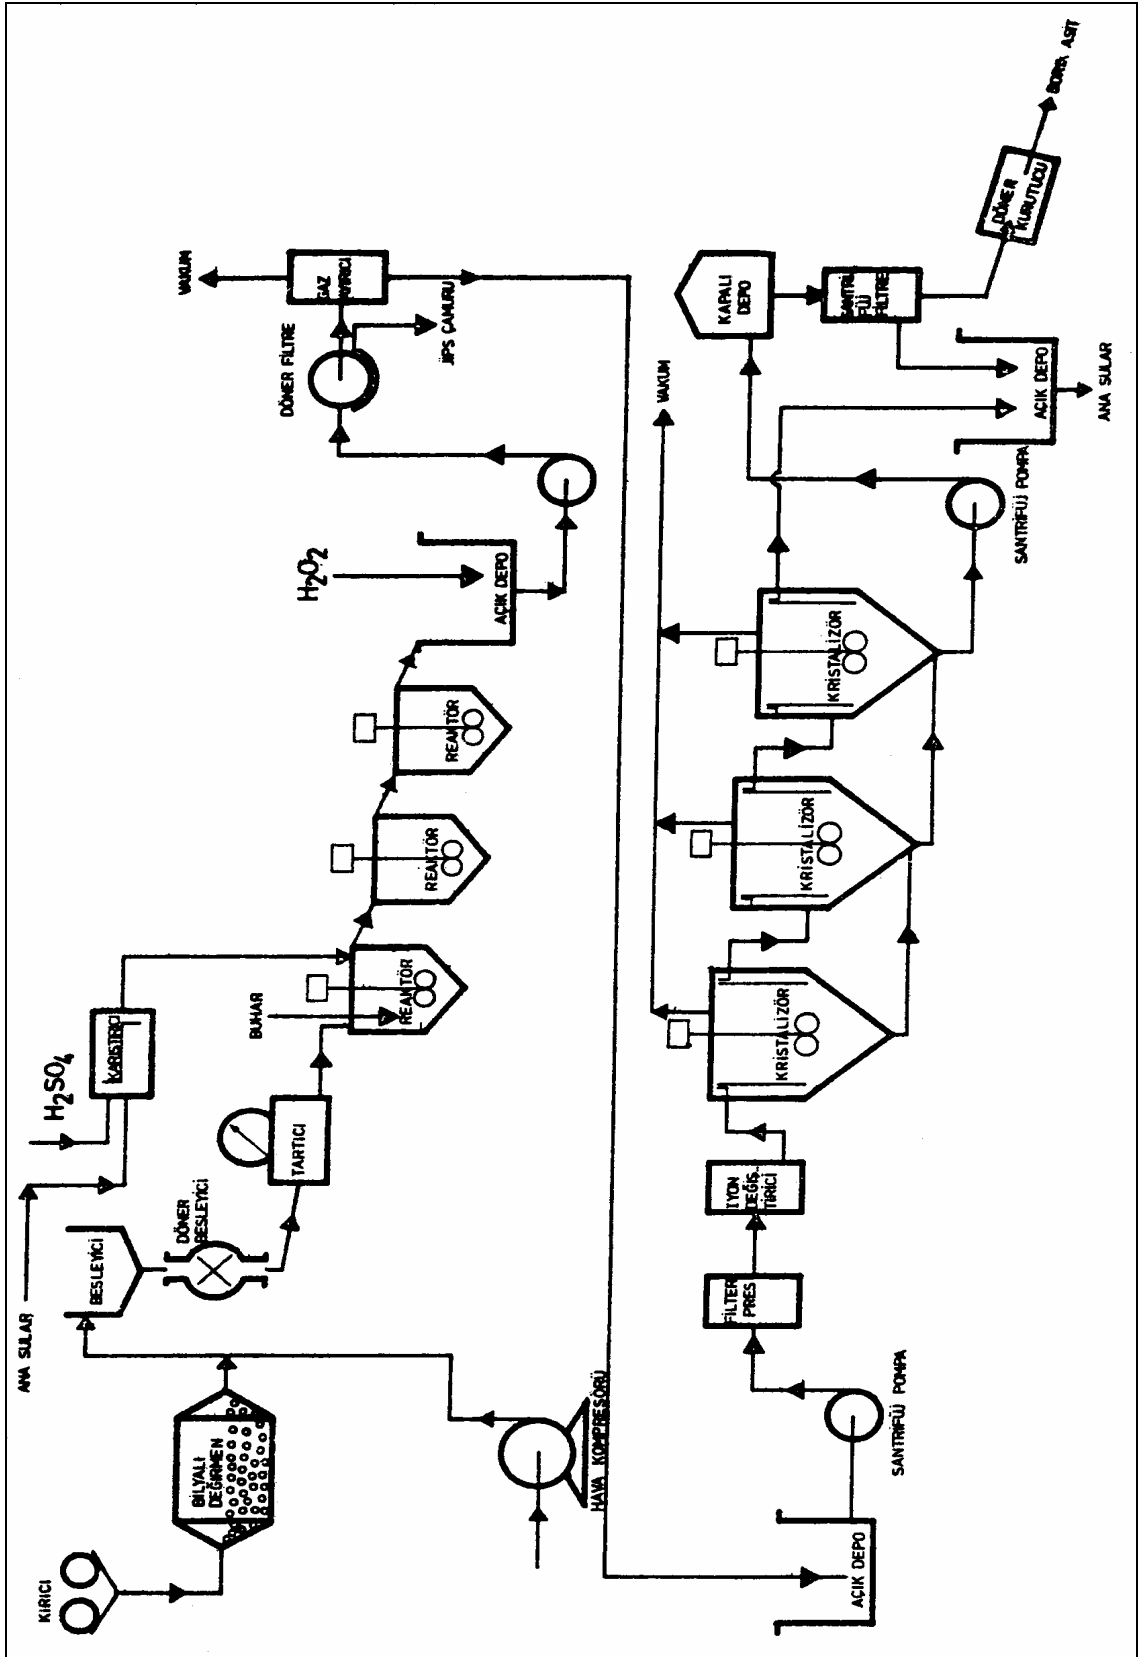 KIRICI
BİLYALI
DEĞİRMEN
HAVA KOMPRESÖRÜ
ANA SULAR
BESLEYİCİ
DÖNER
BESLEYİCİ
TARTICI
H2SO4
KARIŞTIRICI
BUHAR
REAKTÖR
REAKTÖR
REAKTÖR
H2O2
AÇIK DEPO
DÖNER FİLTRE
JİPS ÇAMURU
GAZ
AYIRICI
VAKUM
AÇIK DEPO
SANTRİFÜJ POMPA
FİLTER
PRES
İYON
DEĞİŞ_
TİRİCİ
KRİSTALİZÖR
KRİSTALİZÖR
KRİSTALİZÖR
VAKUM
SANTRİFÜJ POMPA
KAPALI
DEPO
SANTRİ
FÜJ
FİLTRE
AÇIK DEPO
ANA SULAR
DÖNER
KURUTUCU
BORİK ASİT